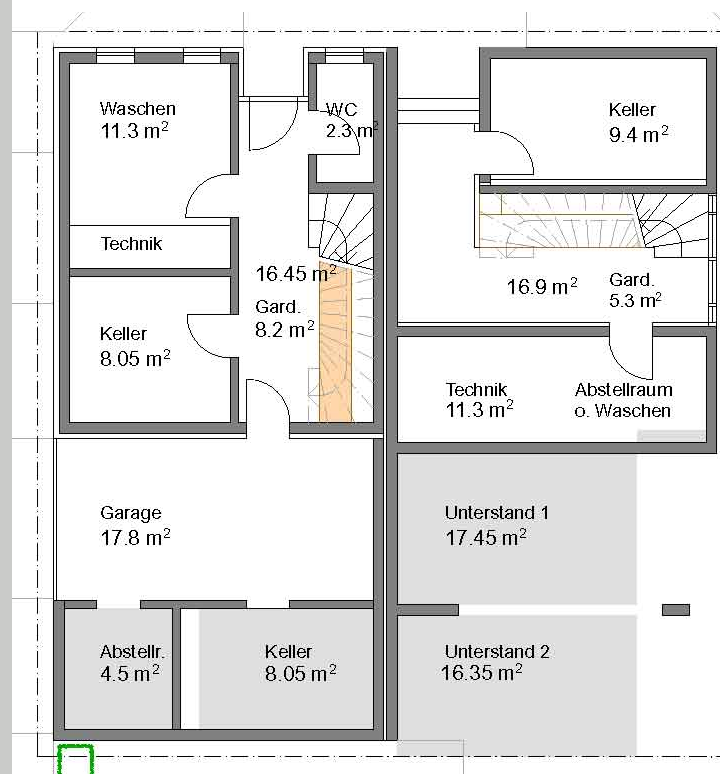 Waschen
11.3 m²
WC
2.3 m²
Keller
9.4 m²
Technik
16.45 m²
Gard.
8.2 m²
16.9 m²
Gard.
5.3 m²
Keller
8.05 m²
Technik
11.3 m²
Abstellraum
o. Waschen
Garage
17.8 m²
Unterstand 1
17.45 m²
Abstellr.
4.5 m²
Keller
8.05 m²
Unterstand 2
16.35 m²